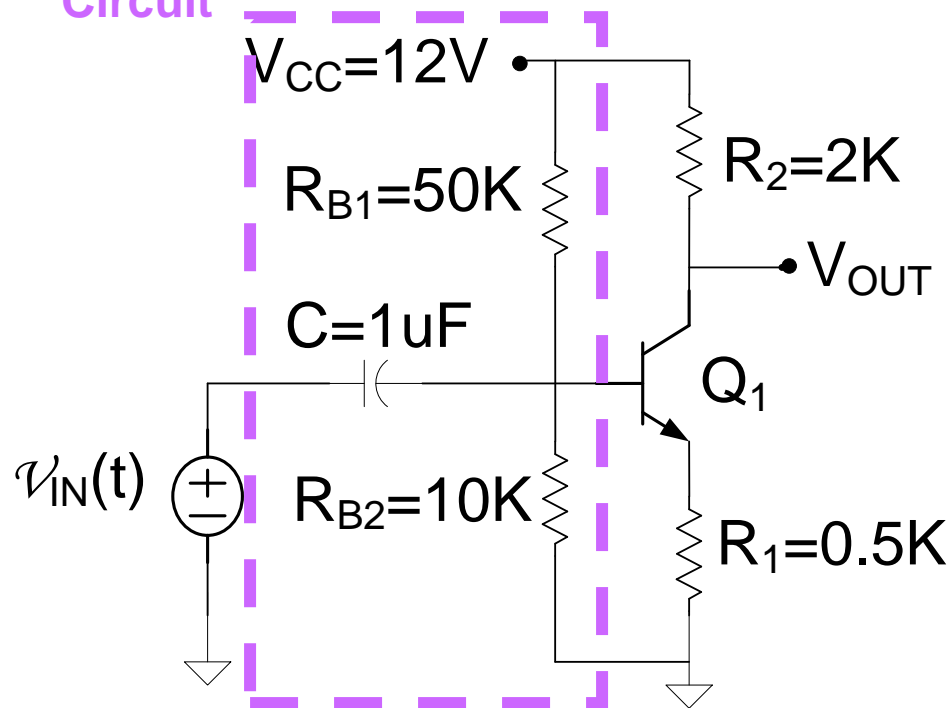 Circuit
V_CC=12V
R_2=2K
R_B1=50K
V_OUT
C=1uF
Q_1
𝒱_IN(t)
R_B2=10K
R_1=0.5K